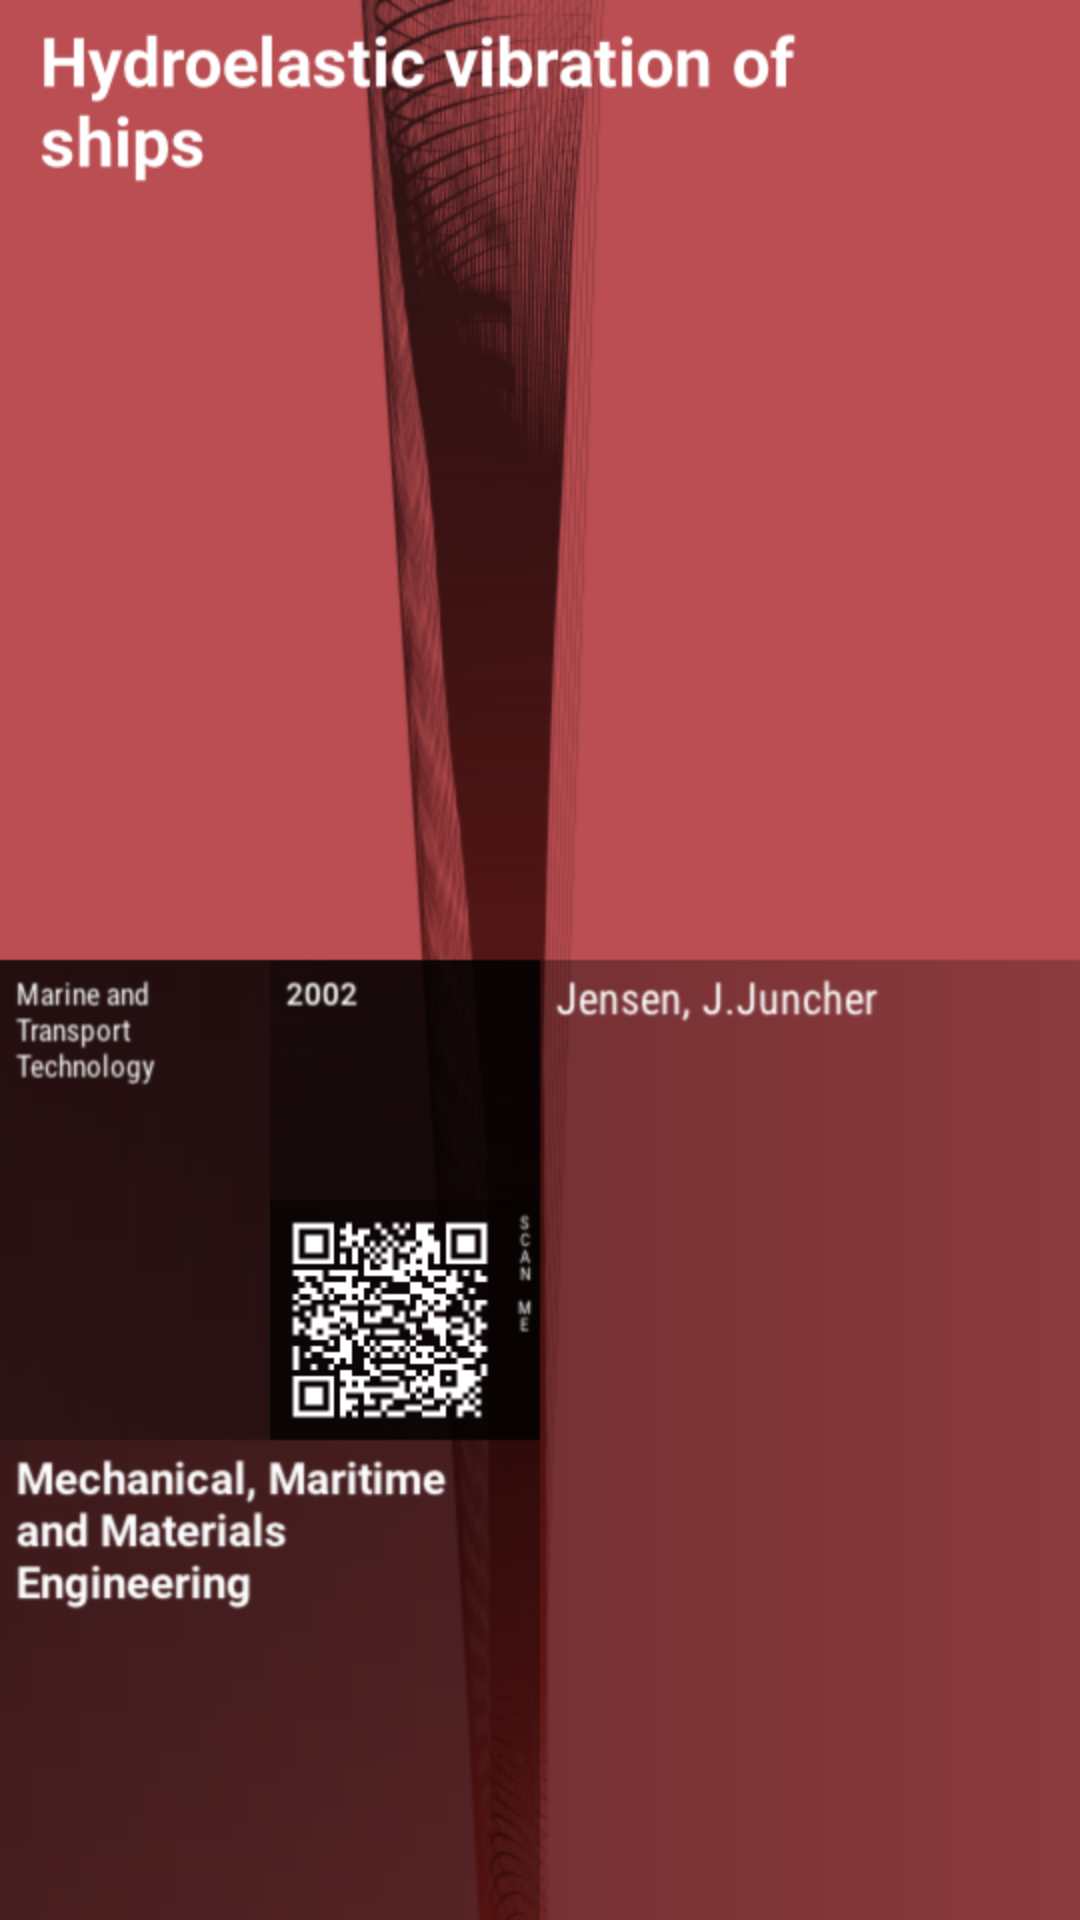 Hydroelastic vibration of
ships
Marine and
Transport
Technology
2002
Jensen, J.Juncher
SCAN ME
Mechanical, Maritime
and Materials
Engineering